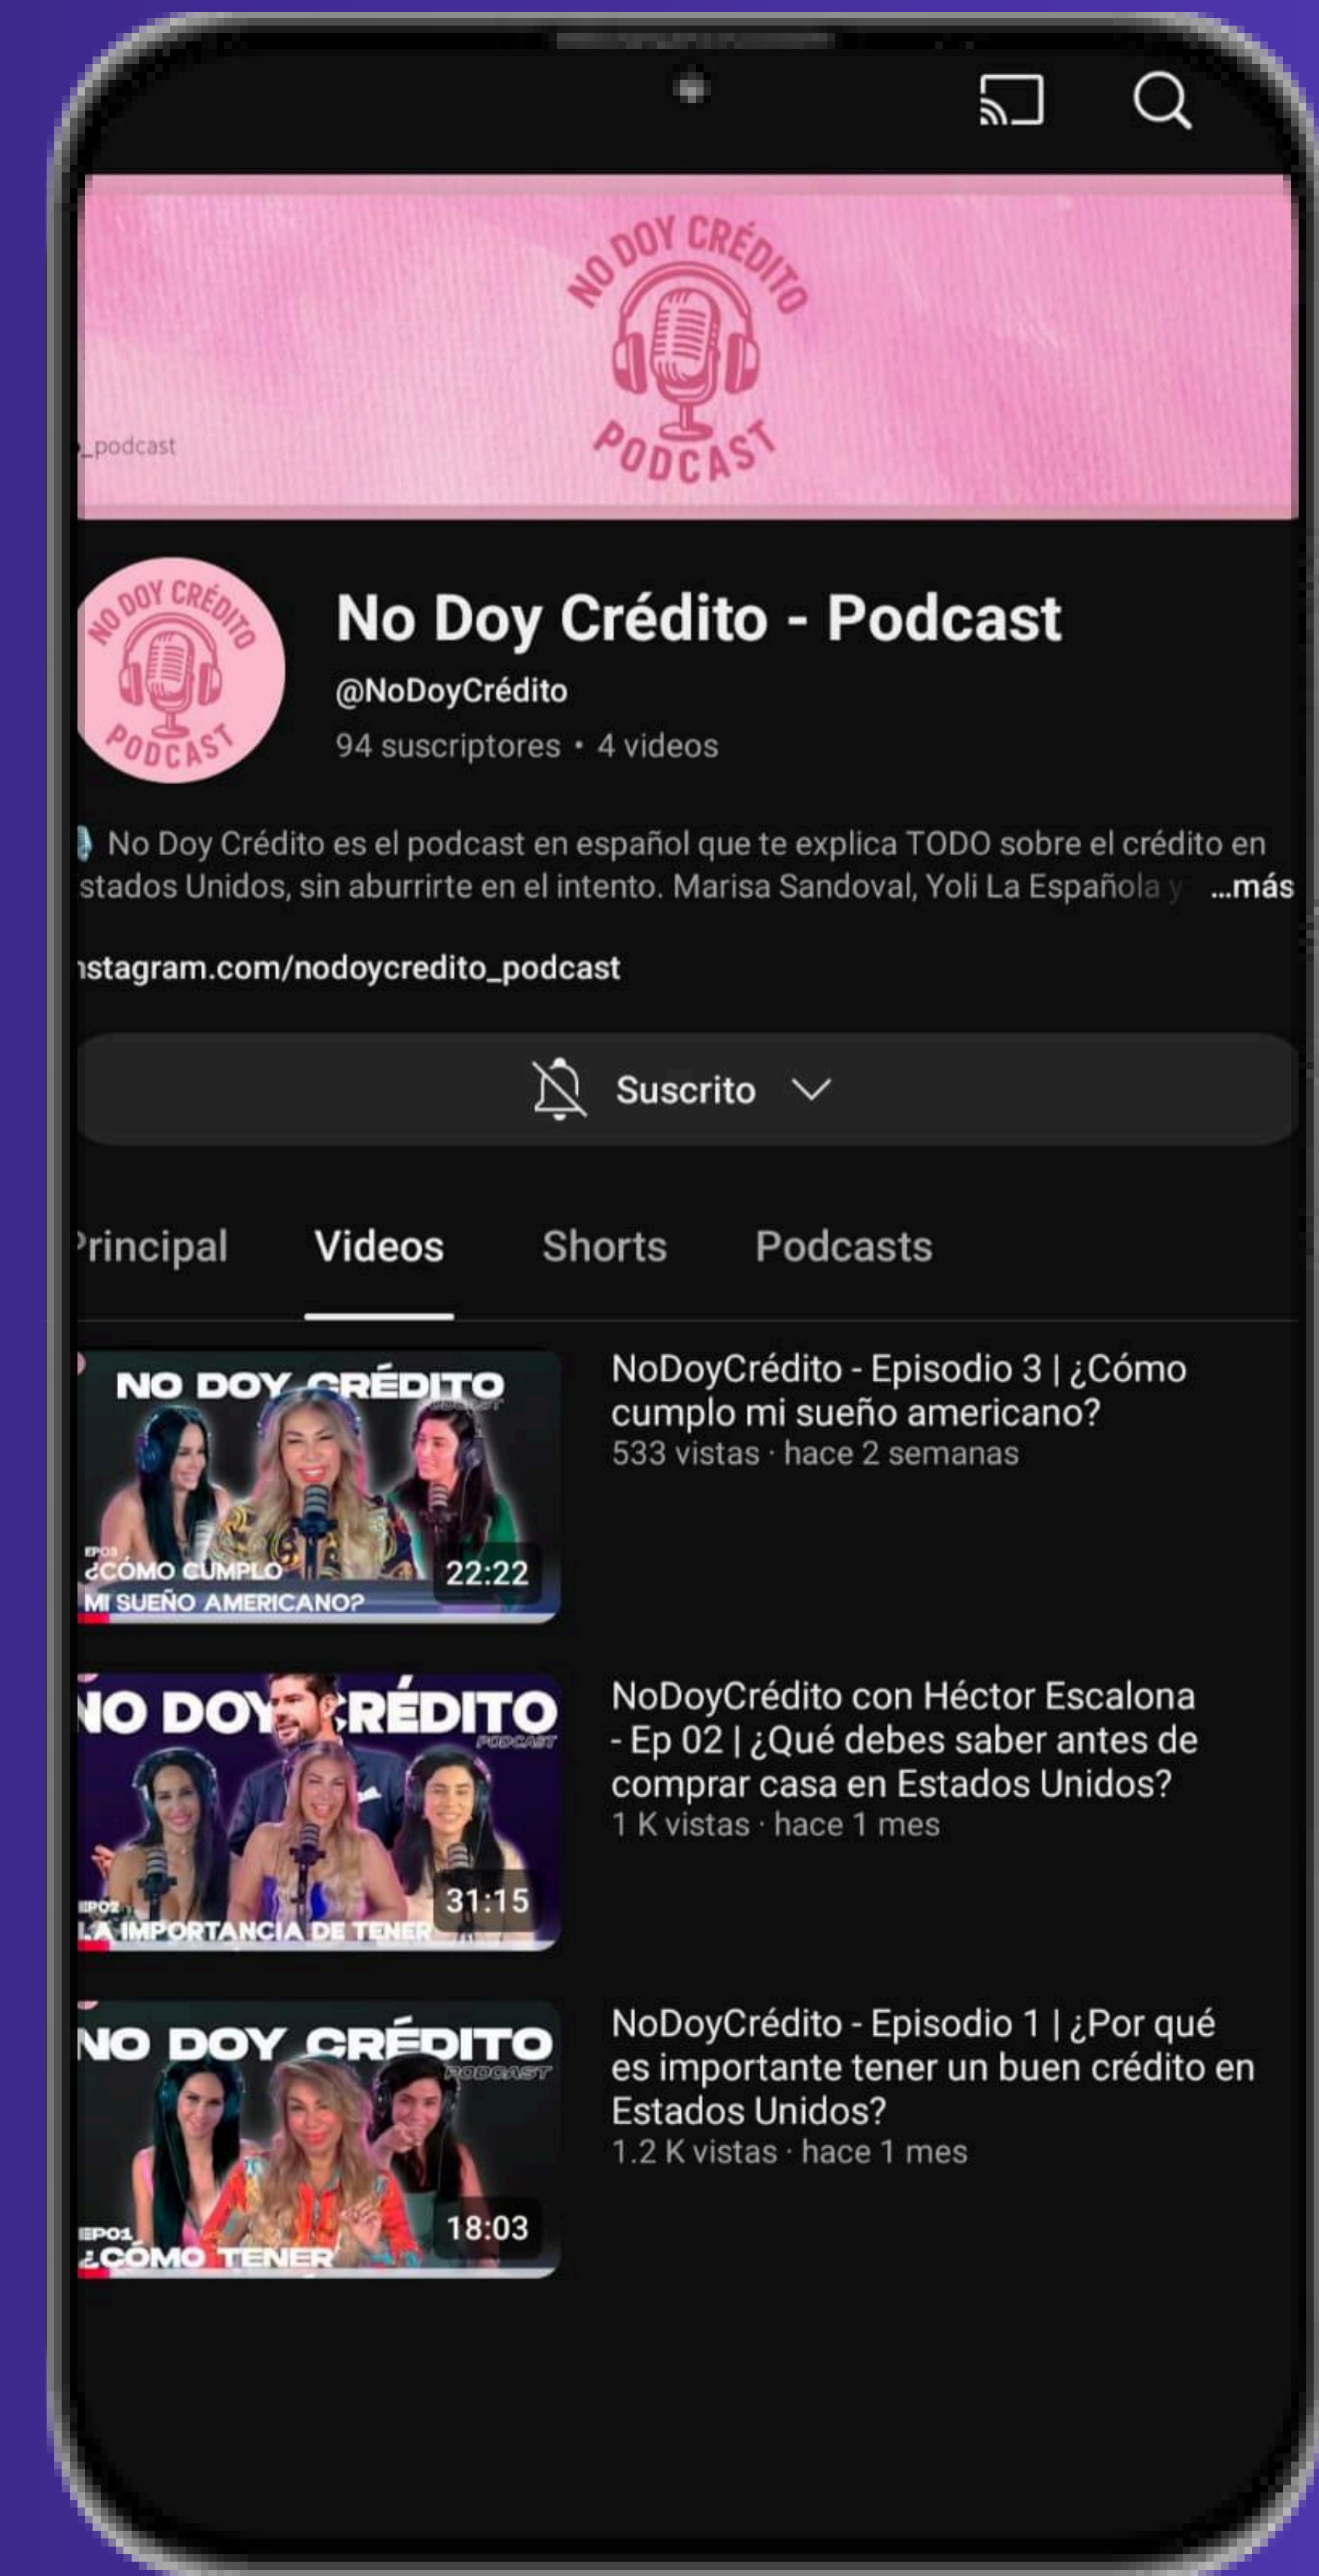 NO DOY CRÉDITO
PODCAST
_podcast
NO DOY CRÉDITO
PODCAST
No Doy Crédito - Podcast
@NoDoyCrédito
94 suscriptores • 4 videos
No Doy Crédito es el podcast en español que te explica TODO sobre el crédito en
stados Unidos, sin aburrirte en el intento. Marisa Sandoval, Yoli La Española y ...más
nstagram.com/nodoycredito_podcast
Suscrito
Principal Videos Shorts Podcasts
NO DOY CRÉDITO
PODCAST
EP03
¿CÓMO CUMPLO
MI SUEÑO AMERICANO?
22:22
NoDoyCrédito - Episodio 3 | ¿Cómo
cumplo mi sueño americano?
533 vistas · hace 2 semanas
NO DOY CRÉDITO
PODCAST
EP02
LA IMPORTANCIA DE TENER
31:15
NoDoyCrédito con Héctor Escalona
- Ep 02 | ¿Qué debes saber antes de
comprar casa en Estados Unidos?
1 K vistas · hace 1 mes
NO DOY CRÉDITO
PODCAST
EP01
¿CÓMO TENER
18:03
NoDoyCrédito - Episodio 1 | ¿Por qué
es importante tener un buen crédito en
Estados Unidos?
1.2 K vistas · hace 1 mes